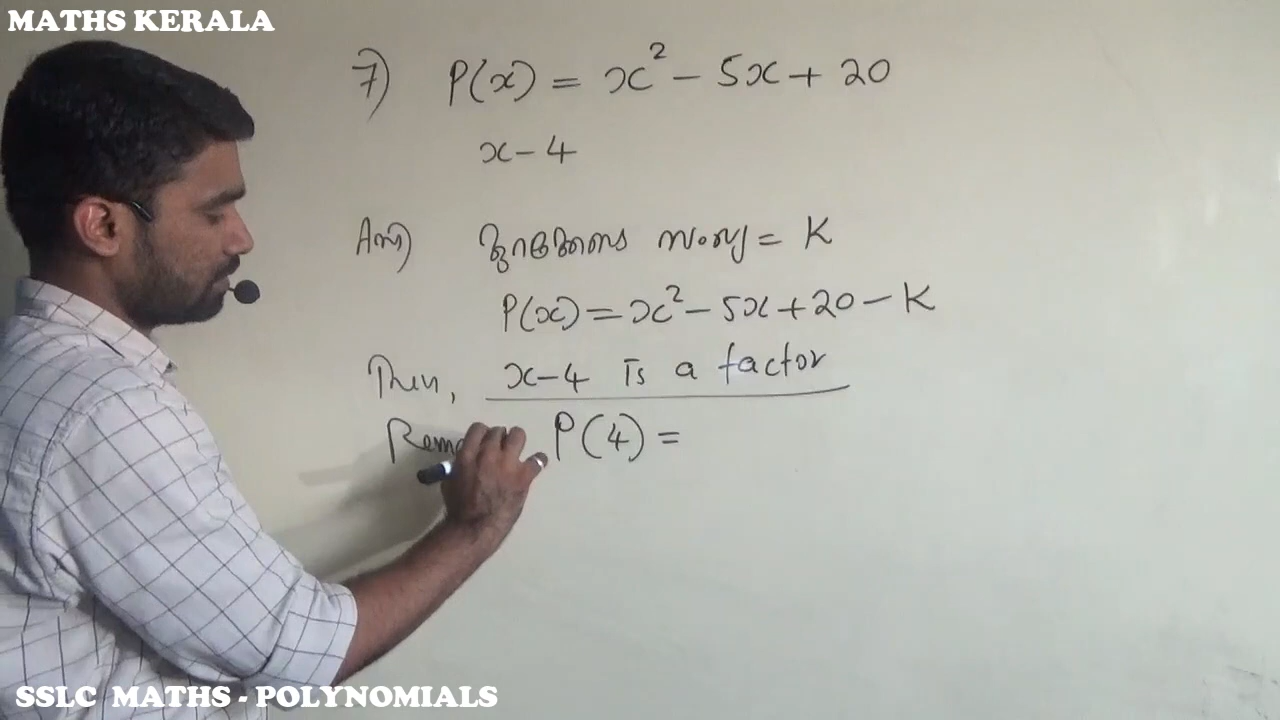 MATHS KERALA
7) P(x) = x² - 5x + 20
x - 4
Ans) സംഖ്യ = K
P(x) = x² - 5x + 20 - K
Then, x-4 is a factor
P(4) =
SSLC MATHS - POLYNOMIALS